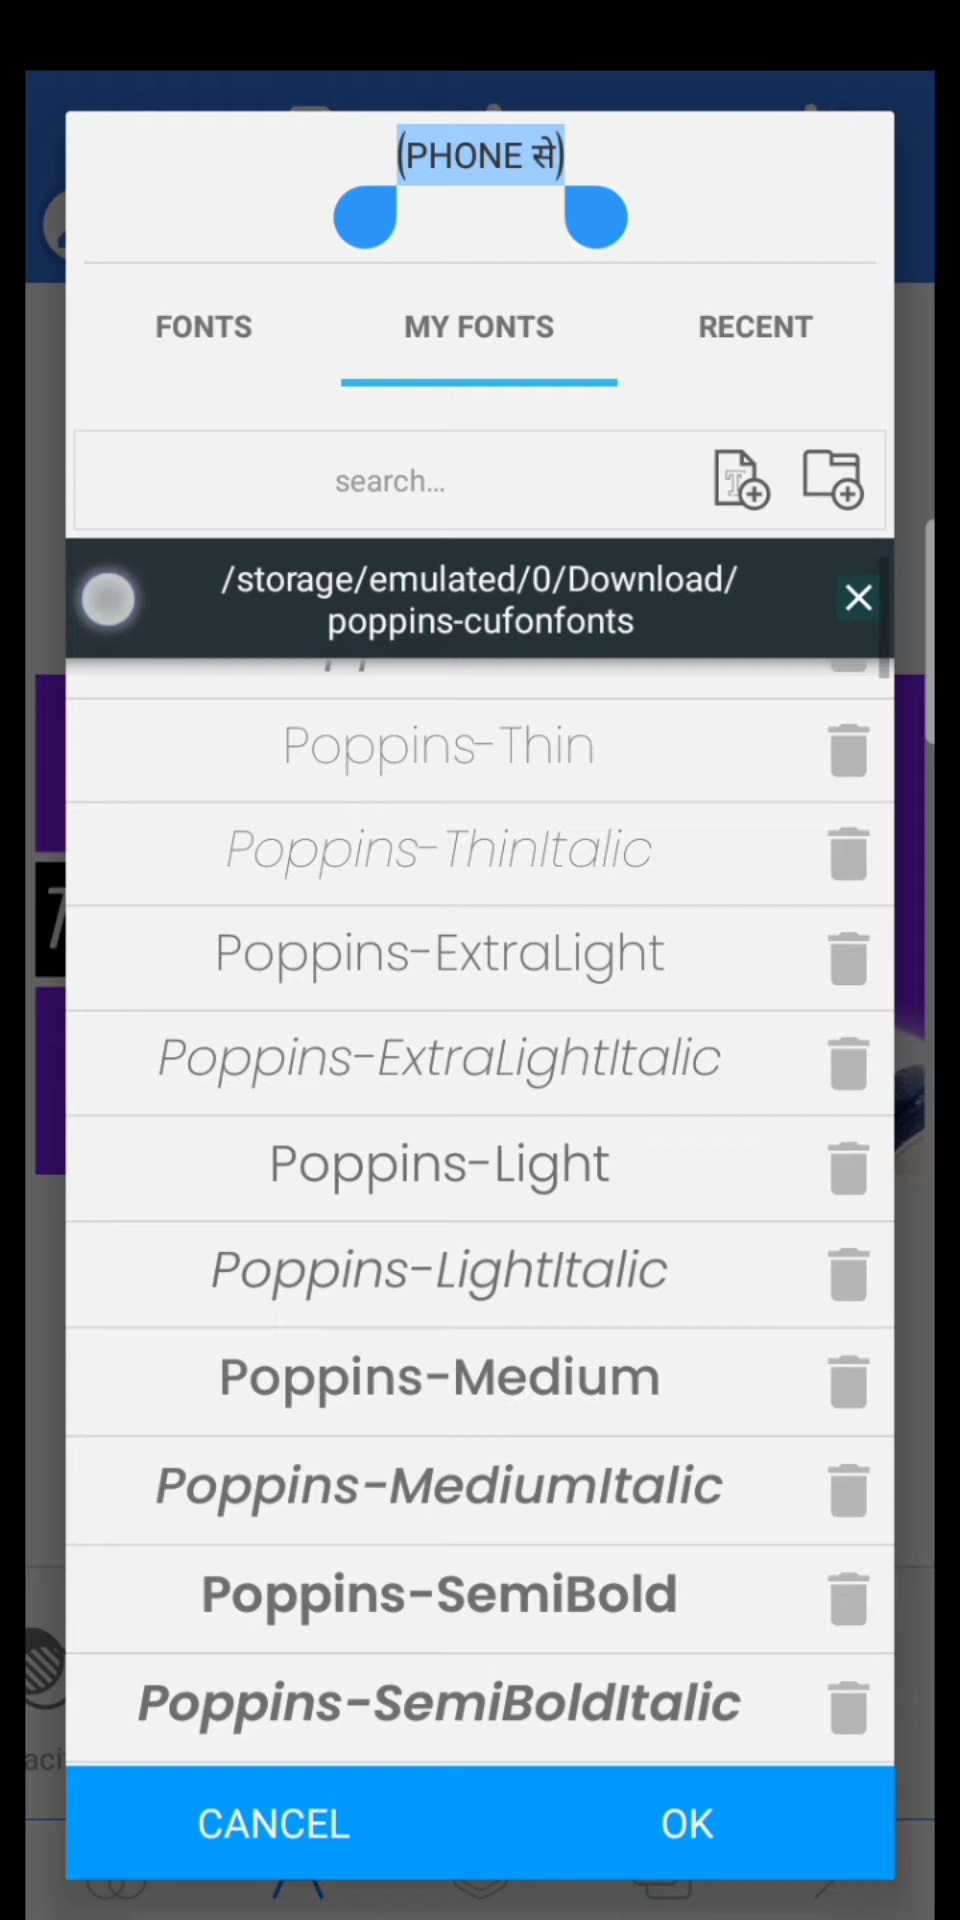 (PHONE से)
FONTS MY FONTS RECENT
search...
/storage/emulated/0/Download/
poppins-cufonfonts
Poppins-Thin
Poppins-ThinItalic
Poppins-ExtraLight
Poppins-ExtraLightItalic
Poppins-Light
Poppins-LightItalic
Poppins-Medium
Poppins-MediumItalic
Poppins-SemiBold
Poppins-SemiBoldItalic
CANCEL OK